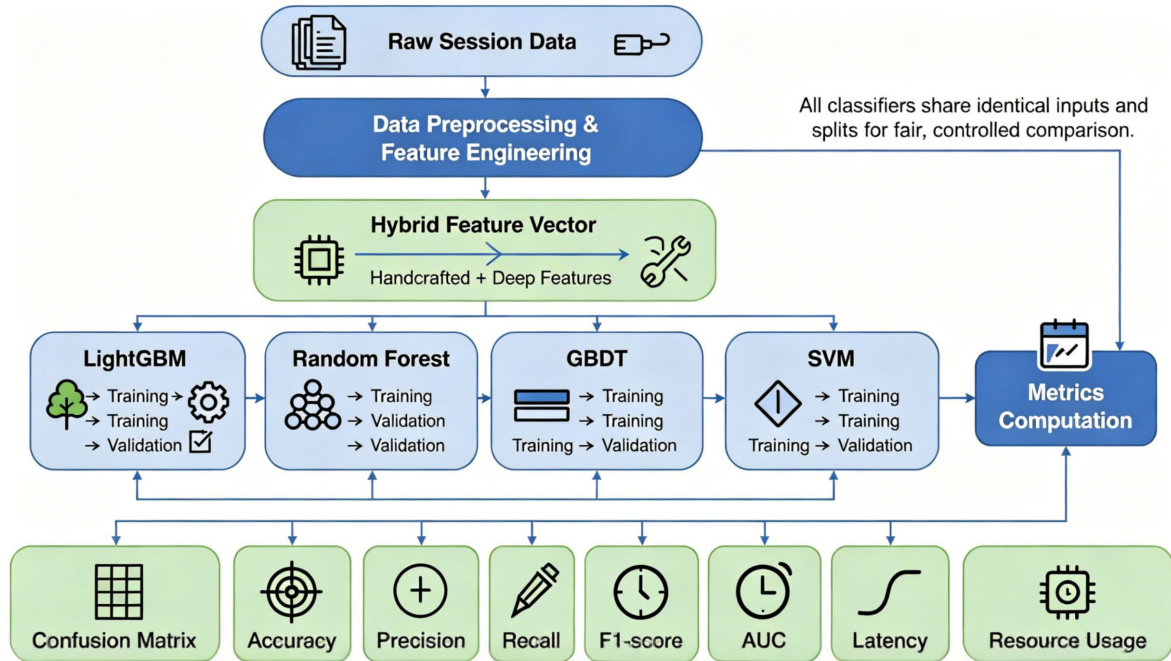 Raw Session Data
Data Preprocessing &
Feature Engineering
All classifiers share identical inputs and
splits for fair, controlled comparison.
Hybrid Feature Vector
Handcrafted + Deep Features
LightGBM
→ Training →
→ Training
→ Validation
Random Forest
→ Training
→ Validation
→ Validation
GBDT
→ Training
→ Training
Training → Validation
SVM
→ Training
→ Training
Training → Validation
Metrics
Computation
Confusion Matrix
Accuracy
Precision
Recall
F1-score
AUC
Latency
Resource Usage